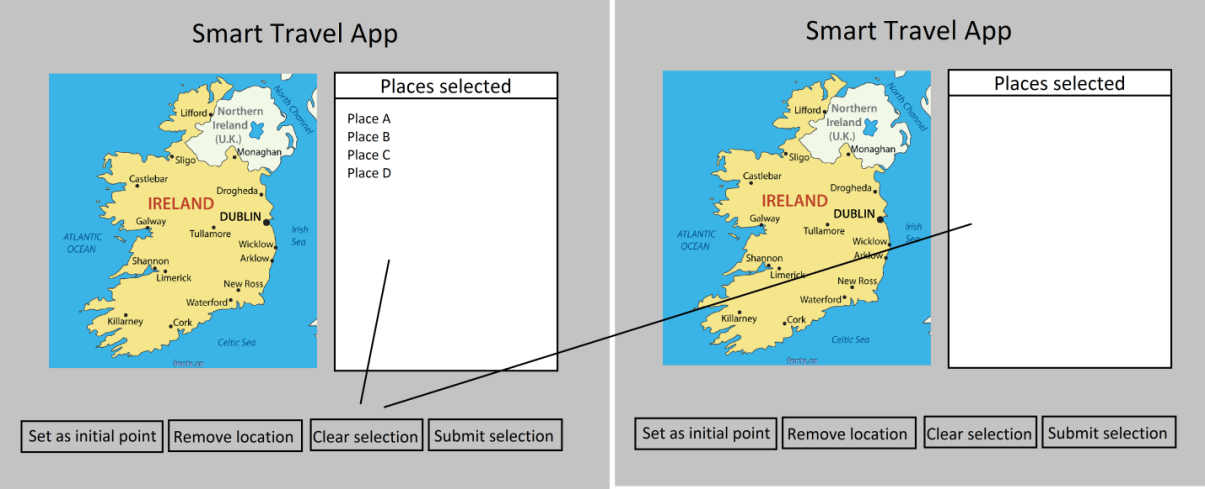 Smart Travel App
Places selected
Place A
Place B
Place C
Place D
North Channel
Lifford
Northern
Ireland
(U.K.)
Monaghan
Sligo
Castlebar
Drogheda
IRELAND
DUBLIN
Galway
Tullamore
Irish
Sea
ATLANTIC
OCEAN
Wicklow
Arklow
Shannon
Limerick
New Ross
Waterford
Killarney
Cork
Celtic Sea
Set as initial point
Remove location
Clear selection
Submit selection
Smart Travel App
Places selected
North Channel
Lifford
Northern
Ireland
(U.K.)
Monaghan
Sligo
Castlebar
Drogheda
IRELAND
DUBLIN
Galway
Tullamore
Irish
Sea
ATLANTIC
OCEAN
Wicklow
Arklow
Shannon
Limerick
New Ross
Waterford
Killarney
Cork
Celtic Sea
Set as initial point
Remove location
Clear selection
Submit selection